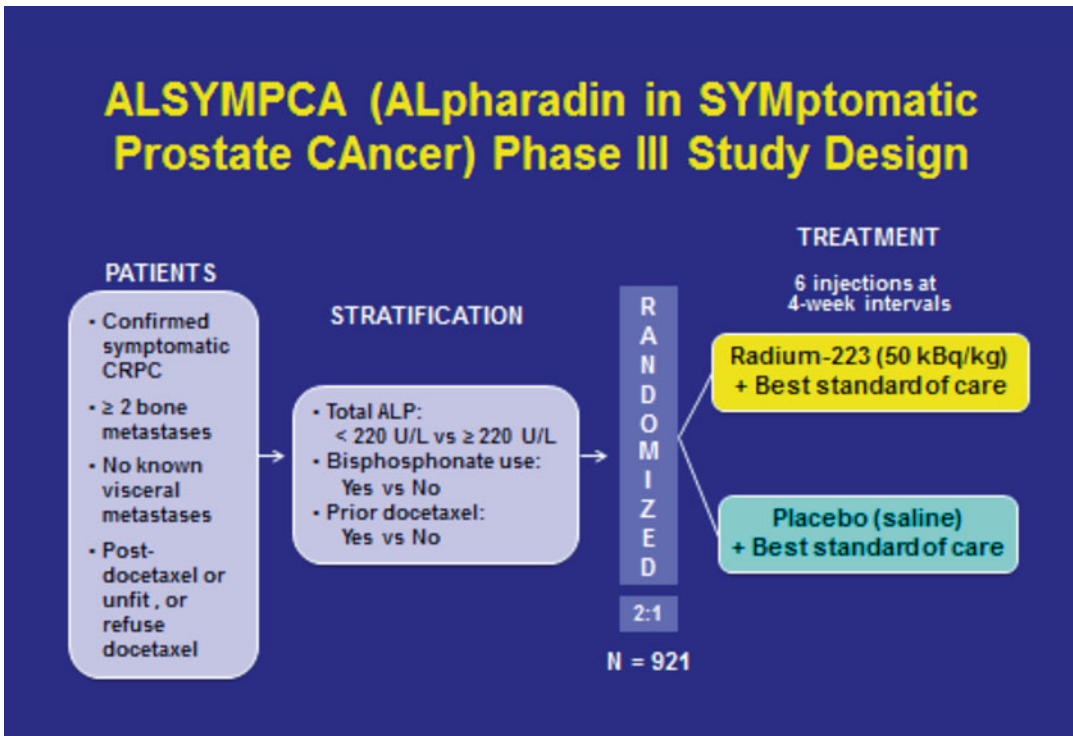 ALSYMPCA (ALpharadin in SYMptomatic
Prostate CAncer) Phase III Study Design
PATIENTS
• Confirmed
symptomatic
CRPC
• ≥ 2 bone
metastases
• No known
visceral
metastases
• Post-
docetaxel or
unfit , or
refuse
docetaxel
STRATIFICATION
• Total ALP:
< 220 U/L vs ≥ 220 U/L
• Bisphosphonate use:
Yes vs No
• Prior docetaxel:
Yes vs No
R
A
N
D
O
M
I
Z
E
D
2:1
N = 921
TREATMENT
6 injections at
4-week intervals
Radium-223 (50 kBq/kg)
+ Best standard of care
Placebo (saline)
+ Best standard of care